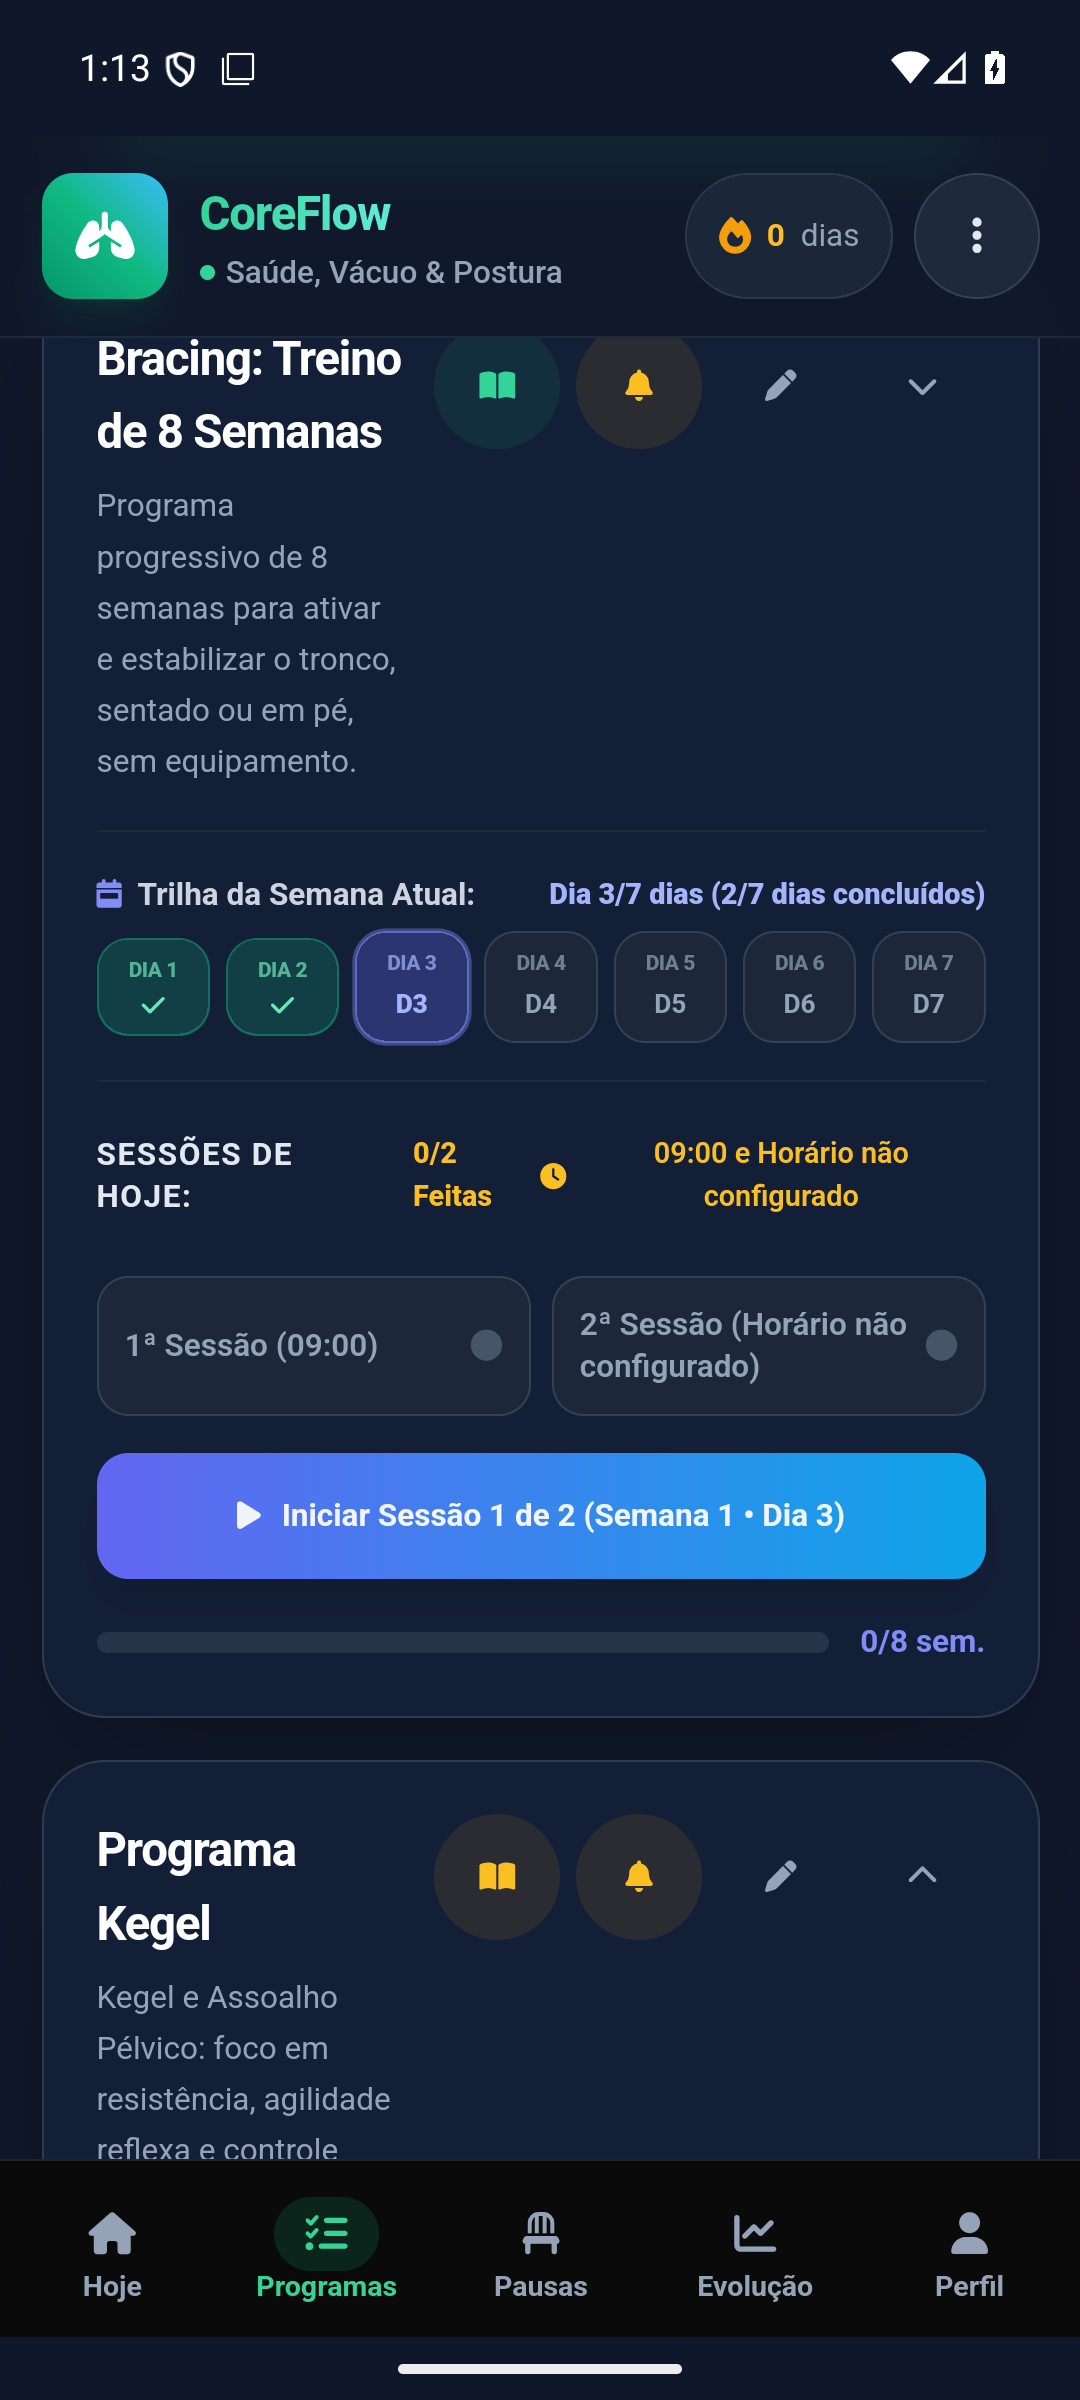 1:13
CoreFlow
Saúde, Vácuo & Postura
0 dias
Bracing: Treino
de 8 Semanas
Programa
progressivo de 8
semanas para ativar
e estabilizar o tronco,
sentado ou em pé,
sem equipamento.
Trilha da Semana Atual:
Dia 3/7 dias (2/7 dias concluídos)
DIA 1
DIA 2
DIA 3
D3
DIA 4
D4
DIA 5
D5
DIA 6
D6
DIA 7
D7
SESSÕES DE
HOJE:
0/2
Feitas
09:00 e Horário não
configurado
1ª Sessão (09:00)
2ª Sessão (Horário não
configurado)
Iniciar Sessão 1 de 2 (Semana 1 • Dia 3)
0/8 sem.
Programa
Kegel
Kegel e Assoalho
Pélvico: foco em
resistência, agilidade
reflexa e controle
Hoje
Programas
Pausas
Evolução
Perfil